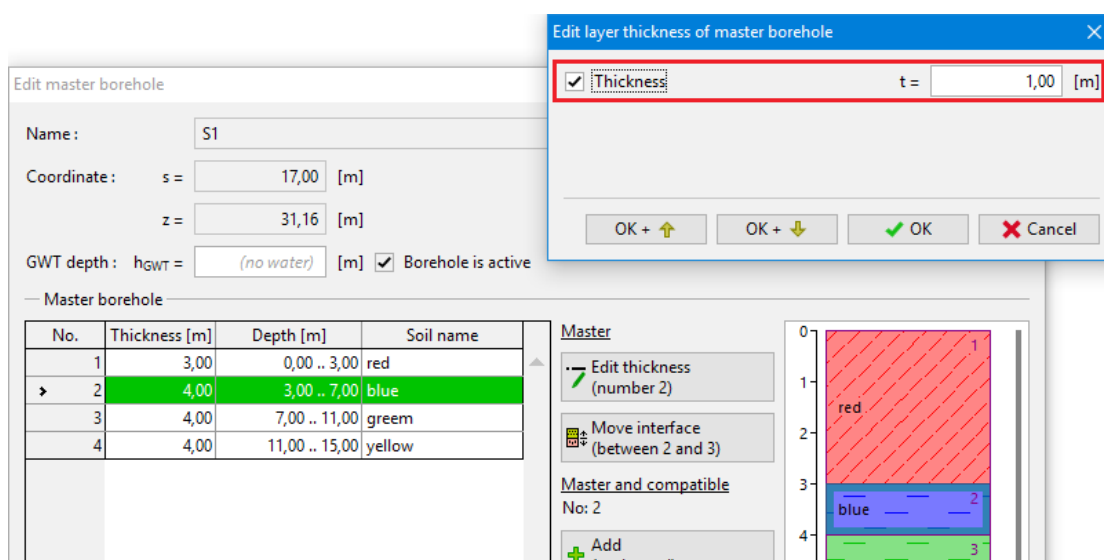 Edit layer thickness of master borehole
Thickness t = 1,00 [m]
OK + OK + OK Cancel
Edit master borehole
Name : S1
Coordinate : s = 17,00 [m]
z = 31,16 [m]
GWT depth : hGWT = (no water) [m] Borehole is active
Master borehole
No. Thickness [m] Depth [m] Soil name
1 3,00 0,00 .. 3,00 red
2 4,00 3,00 .. 7,00 blue
3 4,00 7,00 .. 11,00 greem
4 4,00 11,00 .. 15,00 yellow
Master
Edit thickness
(number 2)
Move interface
(between 2 and 3)
Master and compatible
No: 2
Add
0
1
1
red
2
3
blue 2
4
3